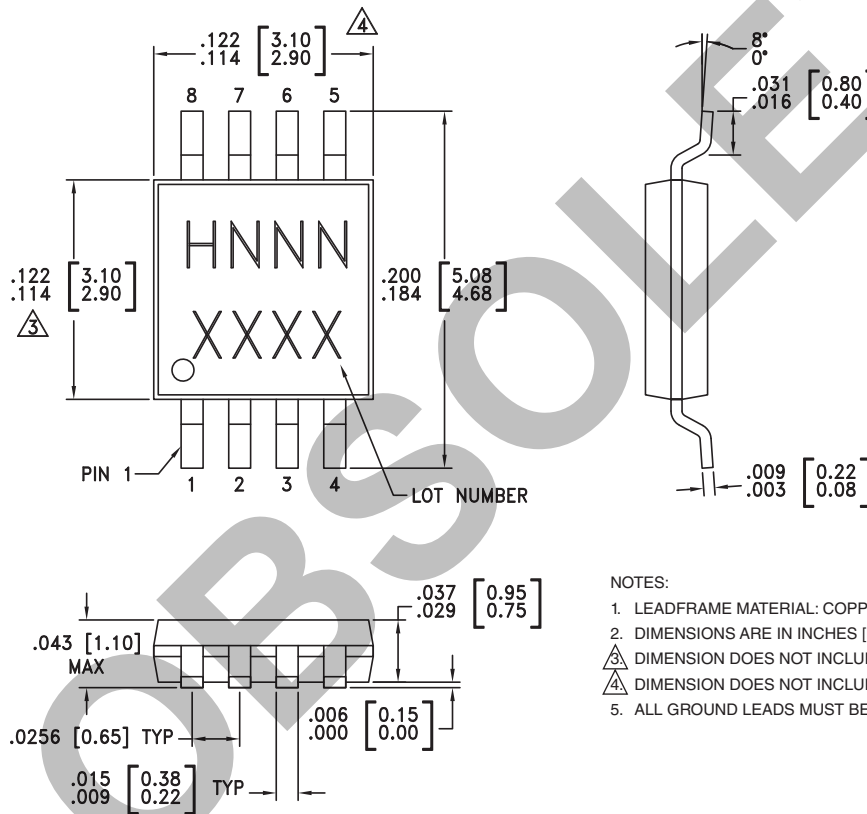 .122 [3.10]
.114 [2.90]
4
8°
0°
.031 [0.80]
.016 [0.40]
8 7 6 5
HNNN
XXXX
.122 [3.10]
.114 [2.90]
3
.200 [5.08]
.184 [4.68]
PIN 1
1 2 3 4
LOT NUMBER
.009 [0.22]
.003 [0.08]
.037 [0.95]
.029 [0.75]
.043 [1.10]
MAX
.0256 [0.65] TYP
.006 [0.15]
.000 [0.00]
.015 [0.38] TYP
.009 [0.22]
NOTES:
1. LEADFRAME MATERIAL: COPP
2. DIMENSIONS ARE IN INCHES [
3. DIMENSION DOES NOT INCLU
4. DIMENSION DOES NOT INCLU
5. ALL GROUND LEADS MUST BE
OBSOLE